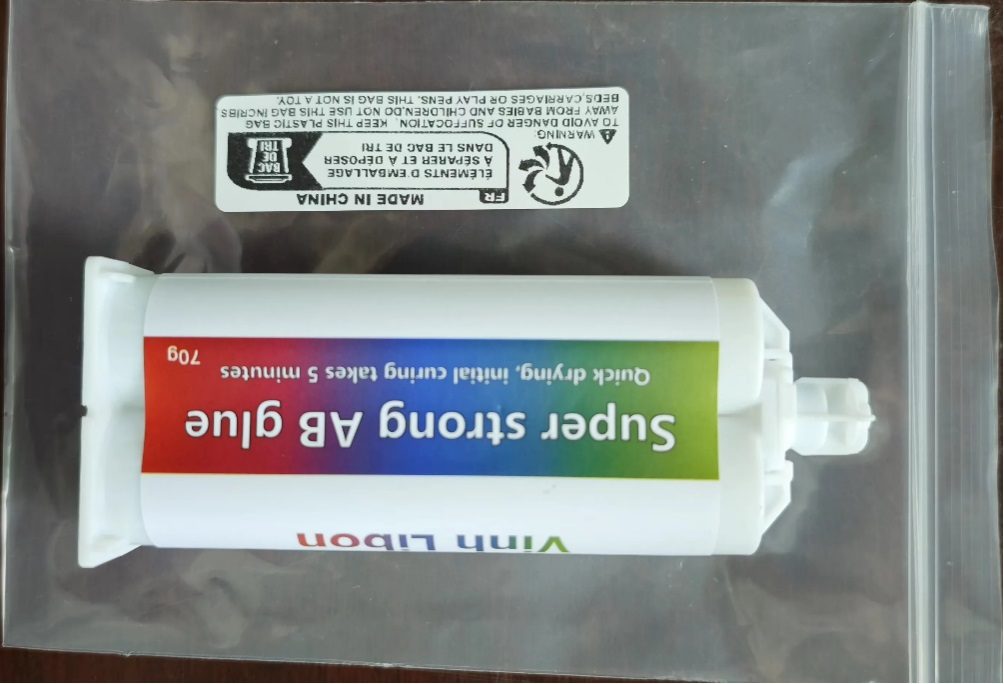 Vinh Libon
Super strong AB glue
Quick drying, initial curing takes 5 minutes
70g
FR
MADE IN CHINA
ÉLÉMENTS D'EMBALLAGE
À SÉPARER ET À DÉPOSER
DANS LE BAC DE TRI
BAC
DE
TRI
WARNING:
TO AVOID DANGER OF SUFFOCATION, KEEP THIS PLASTIC BAG
AWAY FROM BABIES AND CHILDREN.DO NOT USE THIS BAG INCRIBS
BEDS,CARRIAGES OR PLAY PENS. THIS BAG IS NOT A TOY.